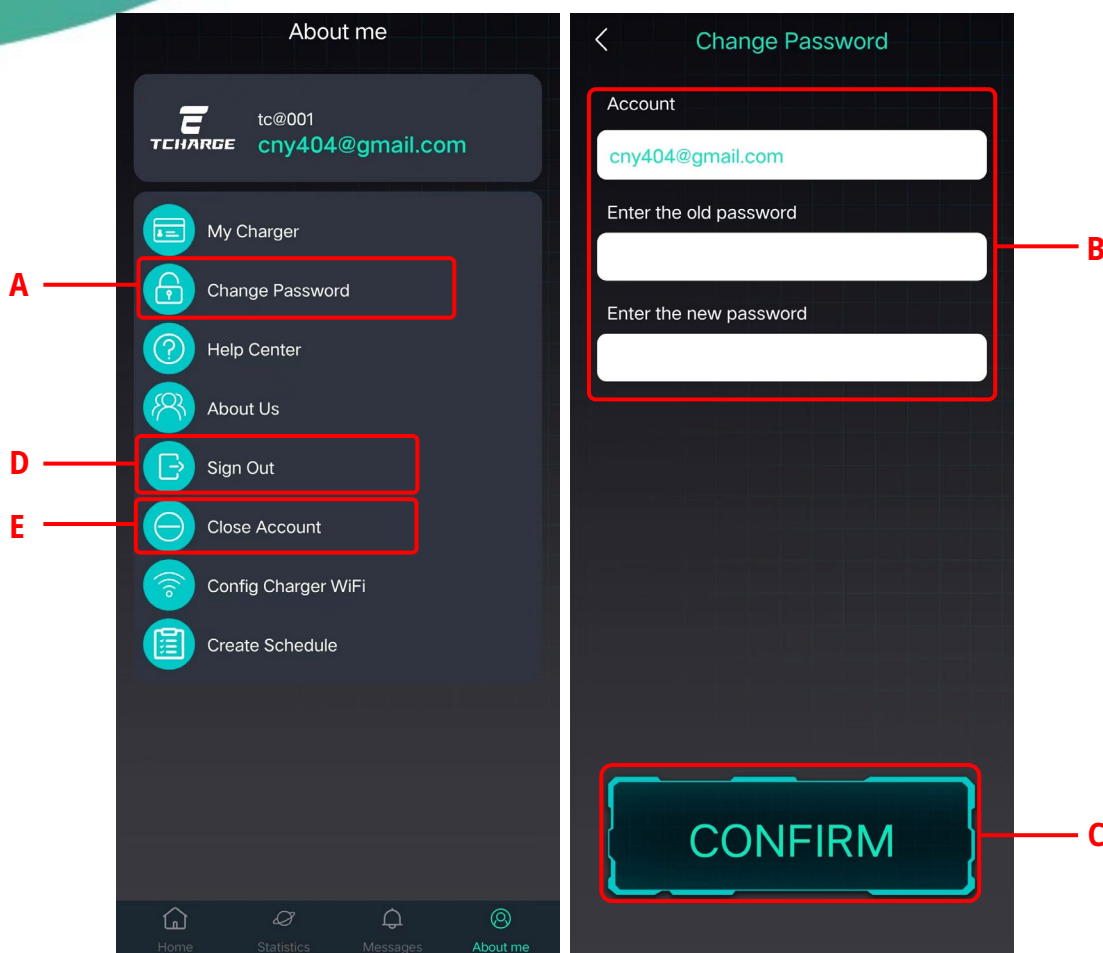 About me
tc@001
TCHARGE
cny404@gmail.com
My Charger
A
Change Password
Help Center
About Us
D
Sign Out
E
Close Account
Config Charger WiFi
Create Schedule
Home
Statistics
Messages
About me
Change Password
Account
cny404@gmail.com
Enter the old password
B
Enter the new password
CONFIRM
C